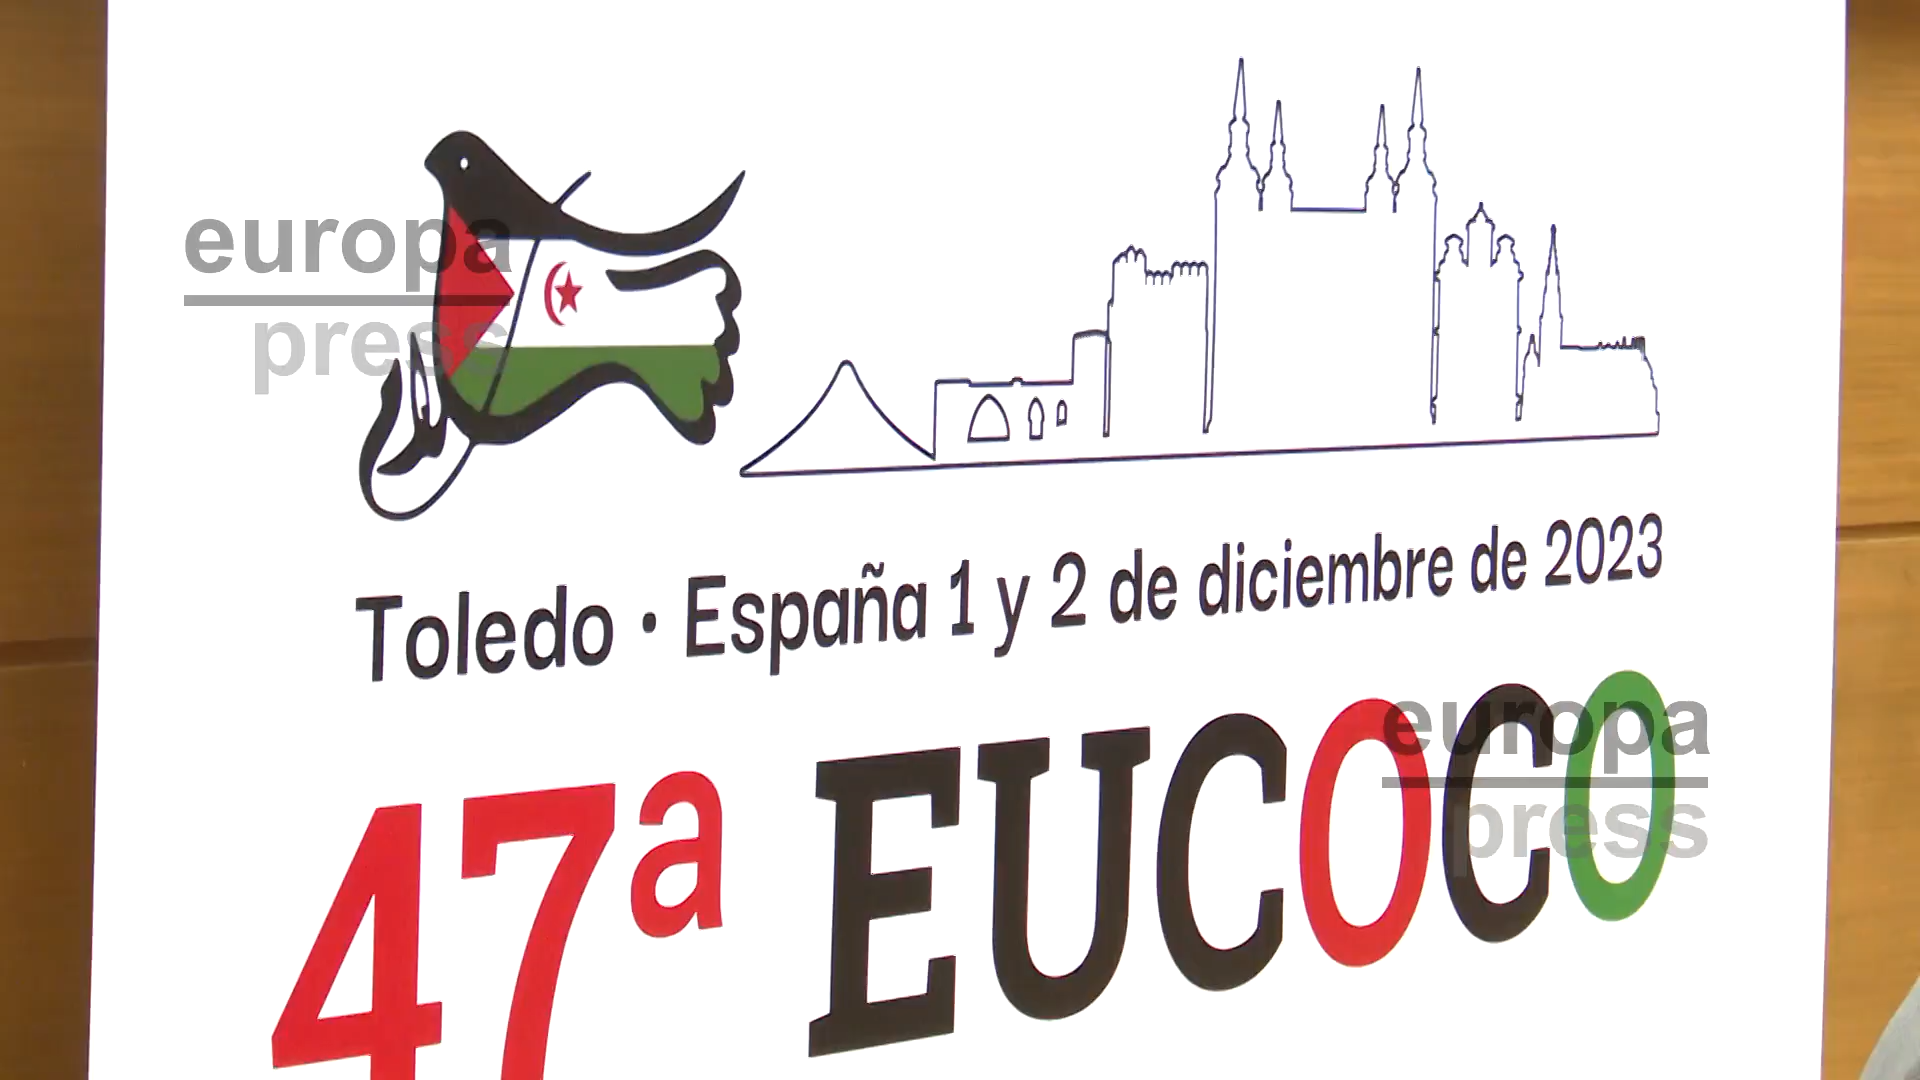 europa
press
Toledo · España 1 y 2 de diciembre de 2023
47ª EUCOCO
europa
press